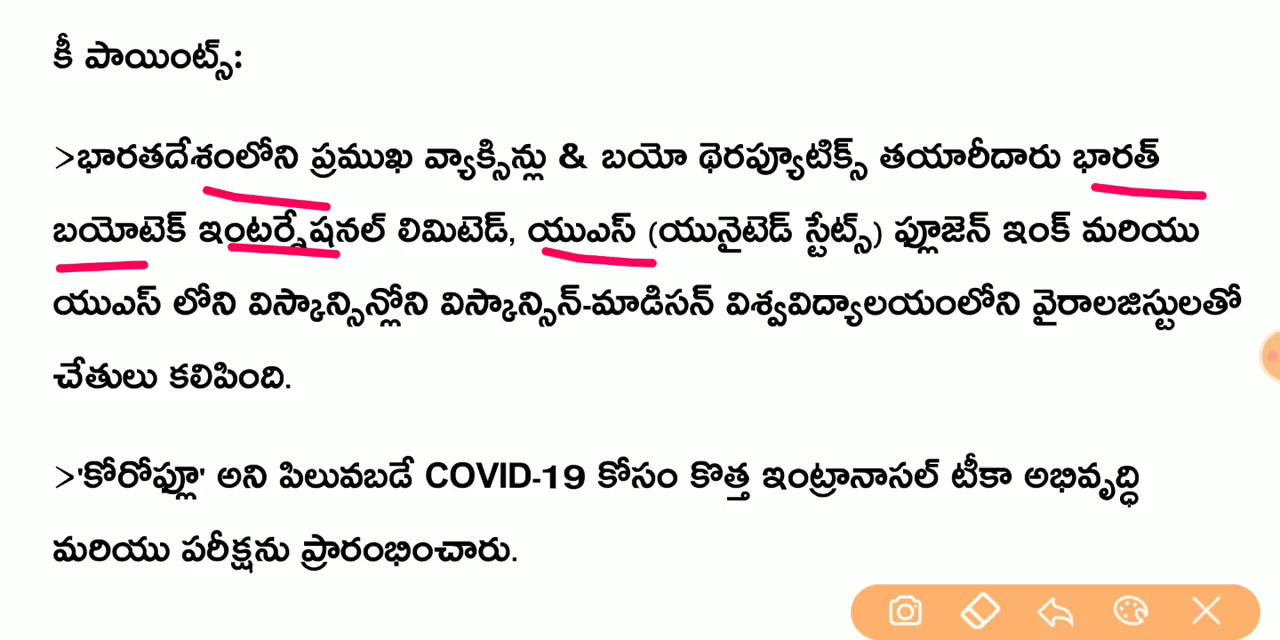 కీ పాయింట్స్:
>భారతదేశంలోని ప్రముఖ వ్యాక్సిన్లు & బయో థెరప్యూటిక్స్ తయారీదారు భారత్
బయోటెక్ ఇంటర్నేషనల్ లిమిటెడ్, యుఎస్ (యునైటెడ్ స్టేట్స్) ఫ్లూజెన్ ఇంక్ మరియు
యుఎస్ లోని విస్కాన్సిన్లోని విస్కాన్సిన్-మాడిసన్ విశ్వవిద్యాలయంలోని వైరాలజిస్టులతో
చేతులు కలిపింది.
>'కోరోఫ్లూ' అని పిలువబడే COVID-19 కోసం కొత్త ఇంట్రానాసల్ టీకా అభివృద్ధి
మరియు పరీక్షను ప్రారంభించారు.